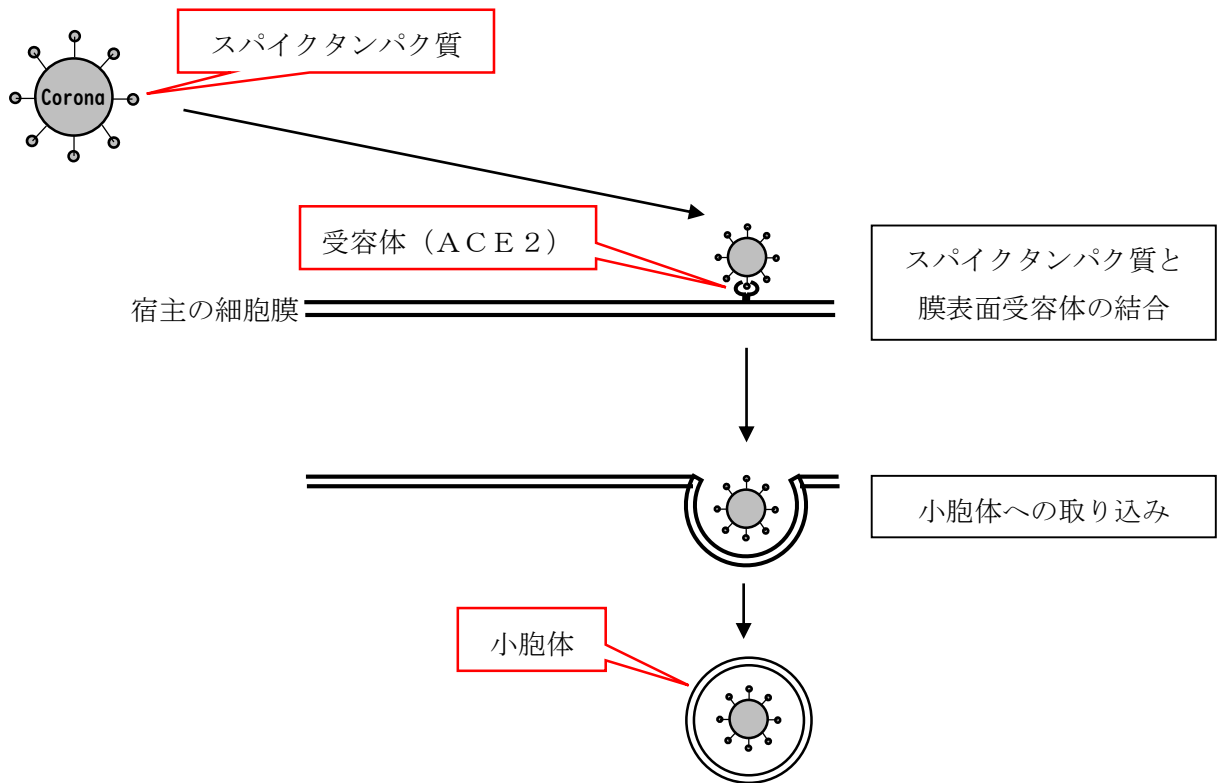 スパイクタンパク質
Corona
受容体（ＡＣＥ２）
スパイクタンパク質と
膜表面受容体の結合
宿主の細胞膜
小胞体への取り込み
小胞体